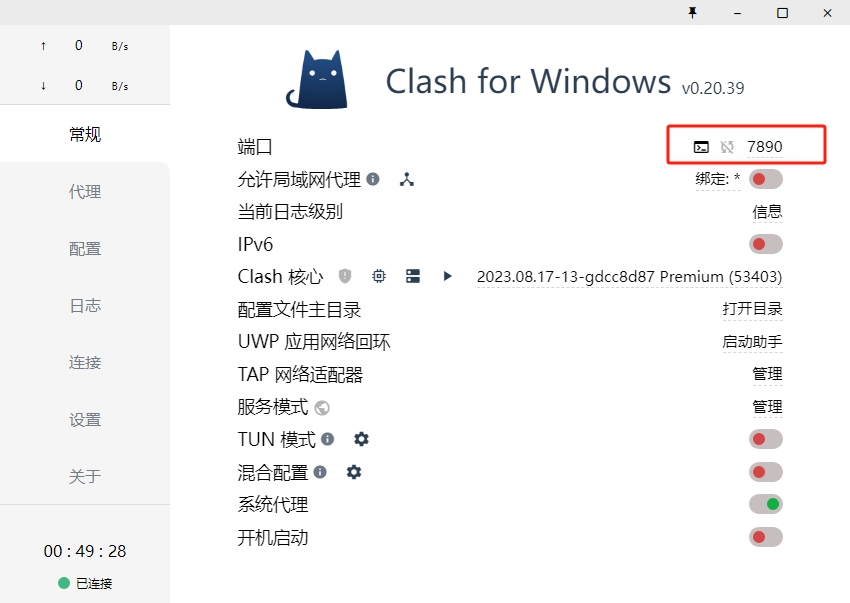 ↑ 0 B/s
↓ 0 B/s
常规
代理
配置
日志
连接
设置
关于
00 : 49 : 28
已连接
Clash for Windows v0.20.39
端口 7890
允许局域网代理 绑定: *
当前日志级别 信息
IPv6
Clash 核心 2023.08.17-13-gdcc8d87 Premium (53403)
配置文件主目录 打开目录
UWP 应用网络回环 启动助手
TAP 网络适配器 管理
服务模式 管理
TUN 模式
混合配置
系统代理
开机启动